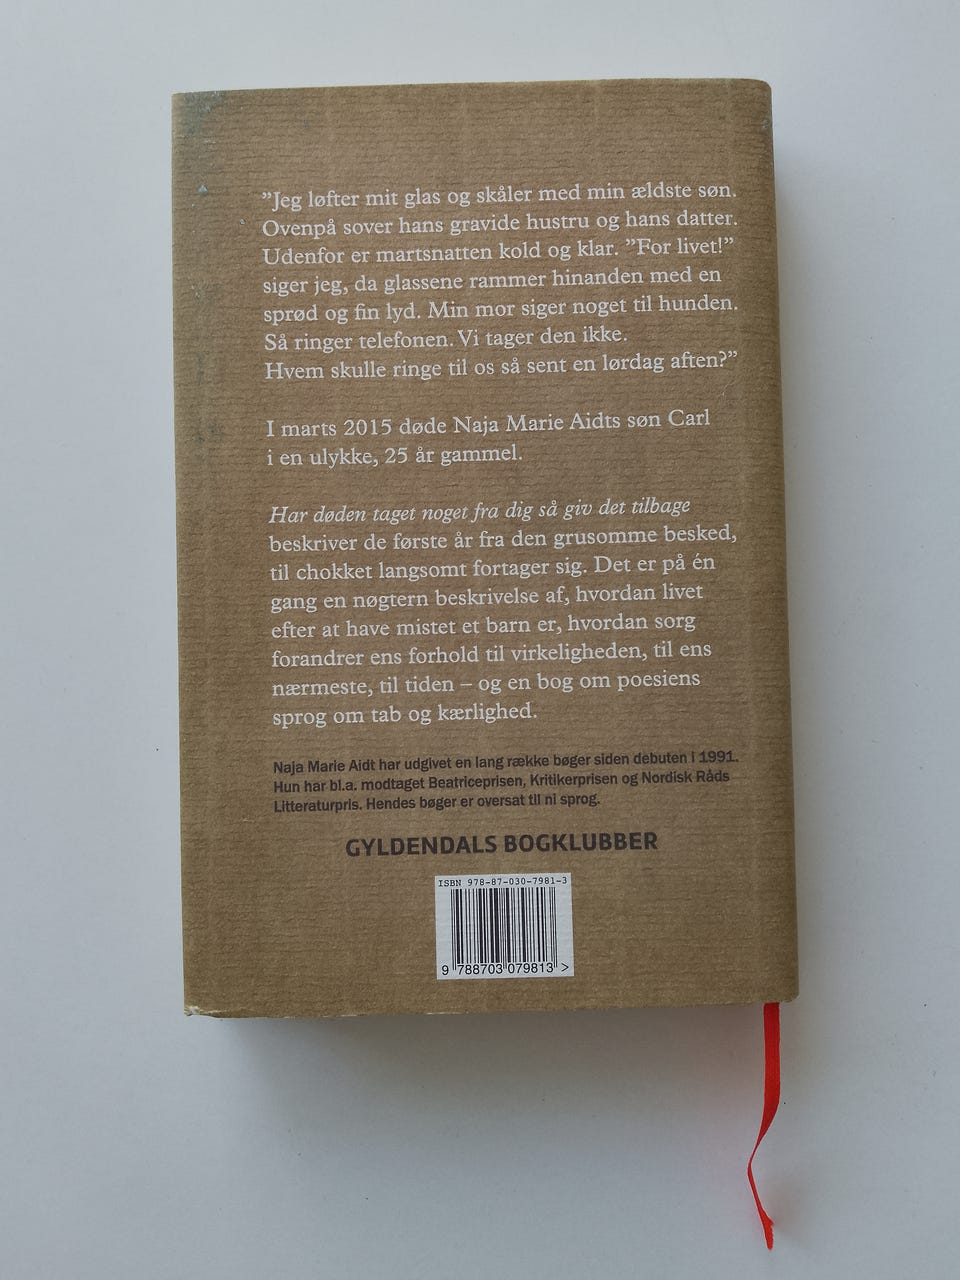 ”Jeg løfter mit glas og skåler med min ældste søn.
Ovenpå sover hans gravide hustru og hans datter.
Udenfor er martsnatten kold og klar. ”For livet!”
siger jeg, da glassene rammer hinanden med en
sprød og fin lyd. Min mor siger noget til hunden.
Så ringer telefonen. Vi tager den ikke.
Hvem skulle ringe til os så sent en lørdag aften?”
I marts 2015 døde Naja Marie Aidts søn Carl
i en ulykke, 25 år gammel.
Har døden taget noget fra dig så giv det tilbage
beskriver de første år fra den grusomme besked,
til chokket langsomt fortager sig. Det er på én
gang en nøgtern beskrivelse af, hvordan livet
efter at have mistet et barn er, hvordan sorg
forandrer ens forhold til virkeligheden, til ens
nærmeste, til tiden – og en bog om poesiens
sprog om tab og kærlighed.
Naja Marie Aidt har udgivet en lang række bøger siden debuten i 1991.
Hun har bl.a. modtaget Beatriceprisen, Kritikerprisen og Nordisk Råds
Litteraturpris. Hendes bøger er oversat til ni sprog.
GYLDENDALS BOGKLUBBER
ISBN 978-87-030-7981-3
9 788703 079813 >